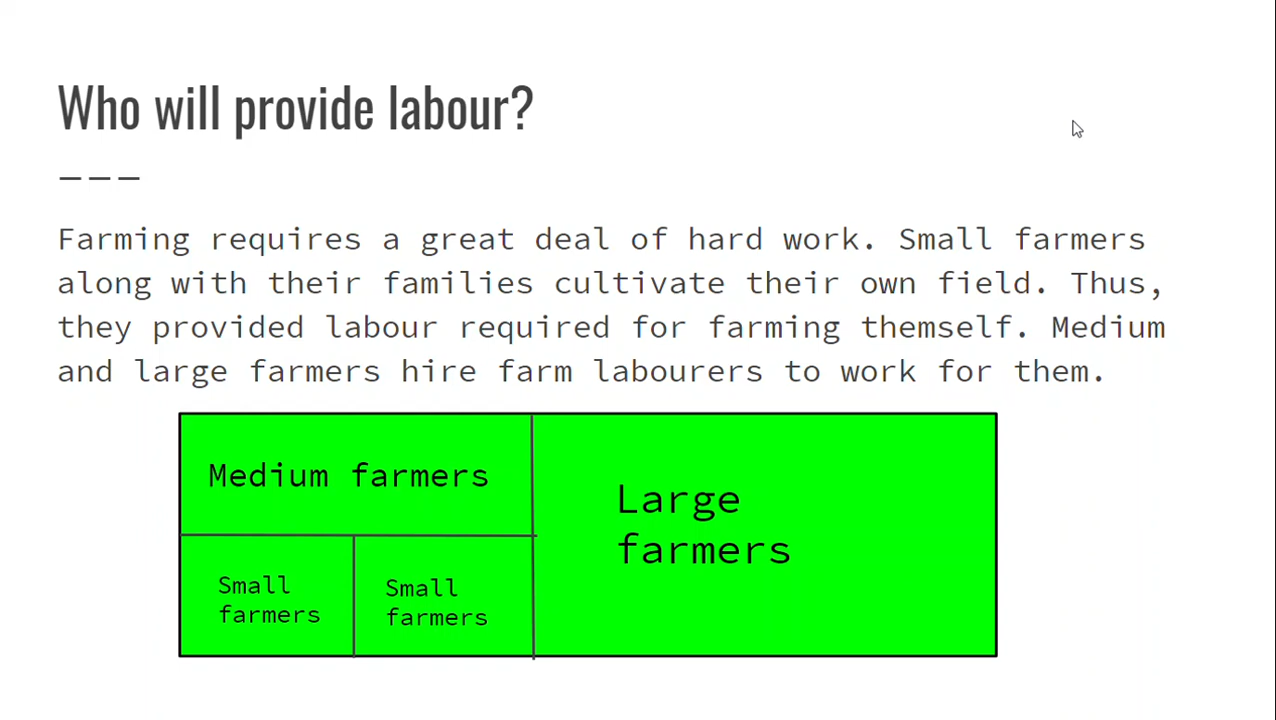 Who will provide labour?
Farming requires a great deal of hard work. Small farmers
along with their families cultivate their own field. Thus,
they provided labour required for farming themself. Medium
and large farmers hire farm labourers to work for them.
Medium farmers
Large
farmers
Small
farmers
Small
farmers